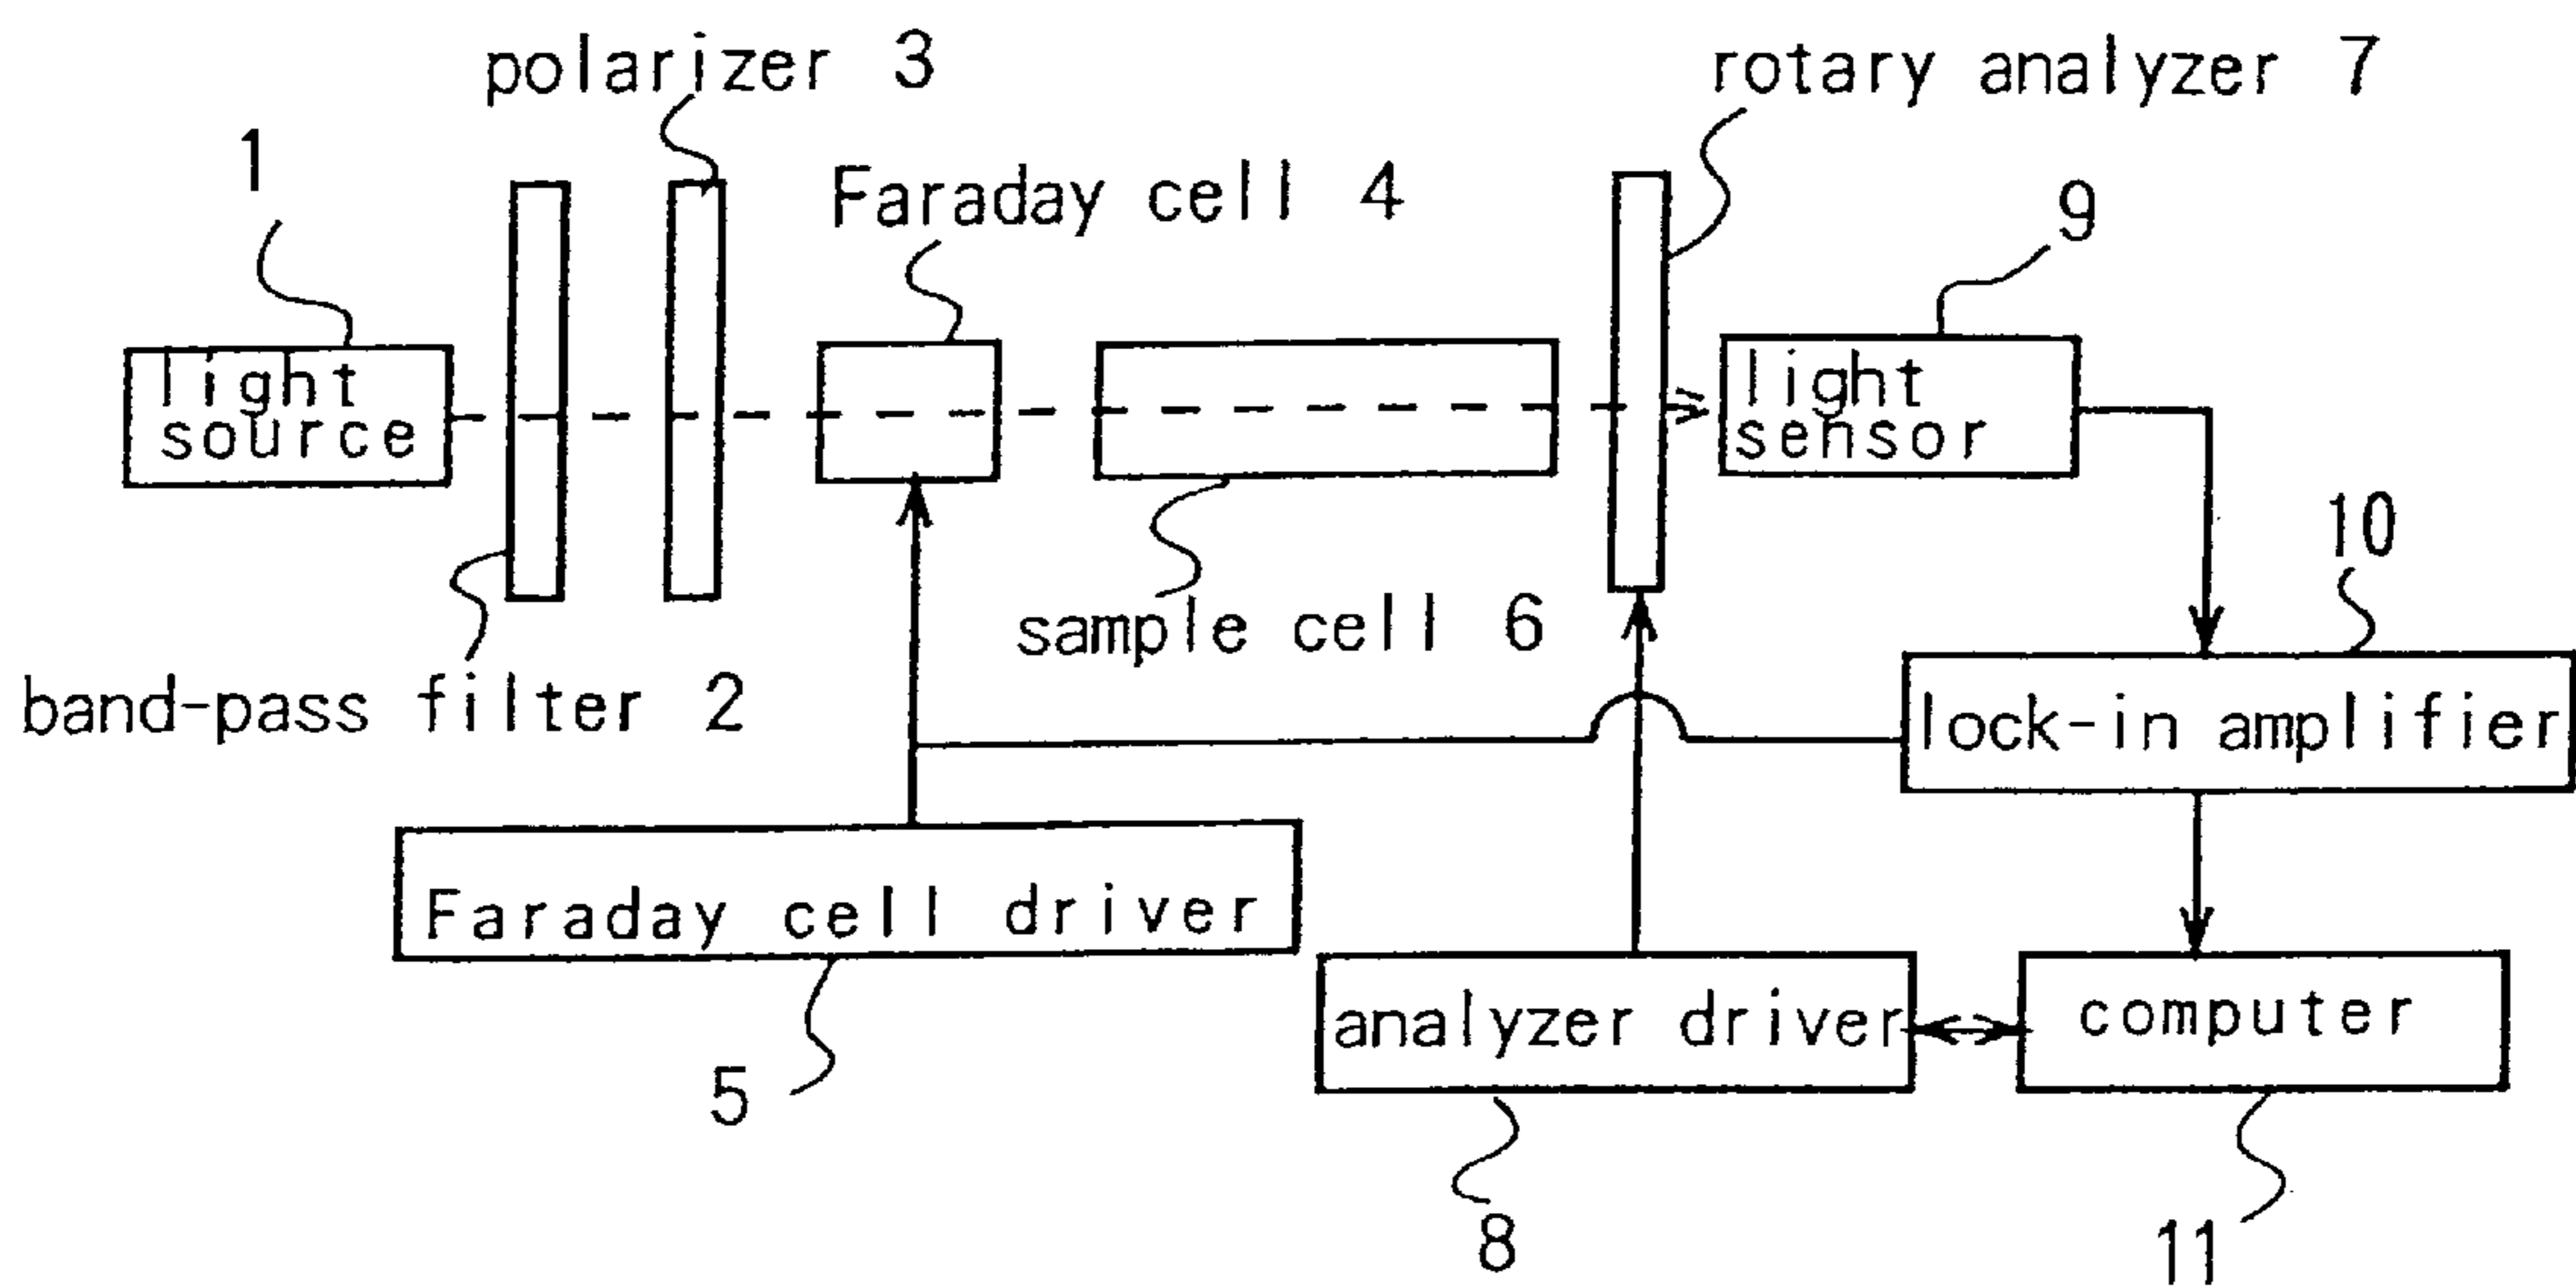 polarizer 3
rotary analyzer 7
1
Faraday cell 4
9
light
source
light
sensor
10
sample cell 6
band-pass filter 2
lock-in amplifier
Faraday cell driver
analyzer driver
computer
5
8
11